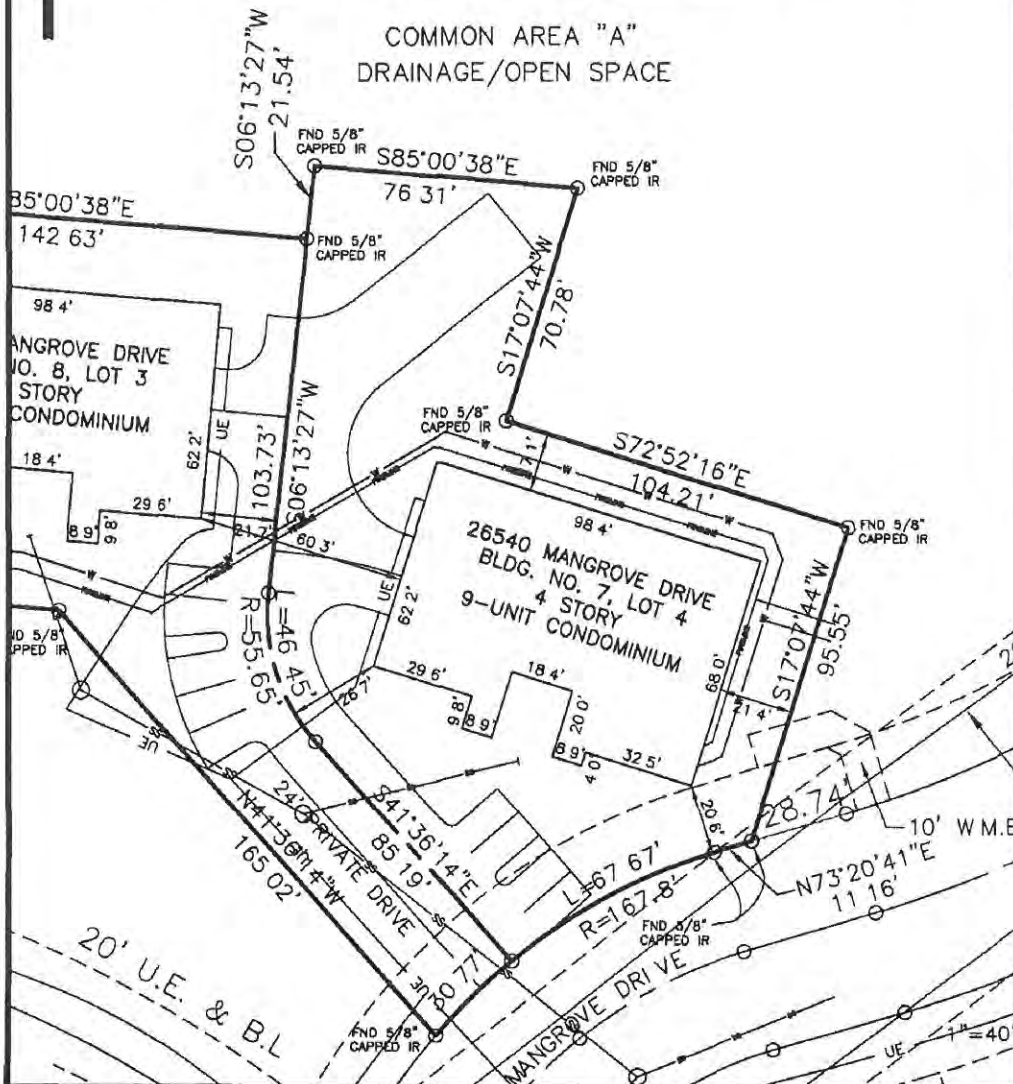 COMMON AREA "A"
DRAINAGE/OPEN SPACE
S06°13'27"W
21.54'
FND 5/8"
CAPPED IR
S85°00'38"E
76 31'
FND 5/8"
CAPPED IR
85°00'38"E
142 63'
FND 5/8"
CAPPED IR
S17°07'44"W
70.78'
98 4'
ANGROVE DRIVE
NO. 8, LOT 3
STORY
CONDOMINIUM
UE
62 2'
18 4'
29 6'
8 9'
9 8'
21.7'
103.73'
S06°13'27"W
60 3'
FND 5/8"
CAPPED IR
7.1'
S72°52'16"E
104.21'
W
W
W
W
98 4'
FND 5/8"
CAPPED IR
26540 MANGROVE DRIVE
BLDG. NO. 7, LOT 4
4 STORY
9-UNIT CONDOMINIUM
UE
62 2'
S17°07'44"W
95.55'
68 0'
21 4'
W
W
W
ND 5/8"
PPED IR
L=46 45'
R=55.65'
26 7'
29 6'
9 8'
8 9'
18 4'
20 0'
8 9'
4 0'
32 5'
20 6'
28.74'
10' W M.E
UE
SS
SS
N41°36'14"W
165 02'
24' PRIVATE DRIVE
S41°36'14"E
85 19'
SS
L=67 67'
R=167.8'
N73°20'41"E
11 16'
FND 5/8"
CAPPED IR
20' U.E. & B.L
UE
30 77'
FND 5/8"
CAPPED IR
MANGROVE DRIVE
UE
1"=40'